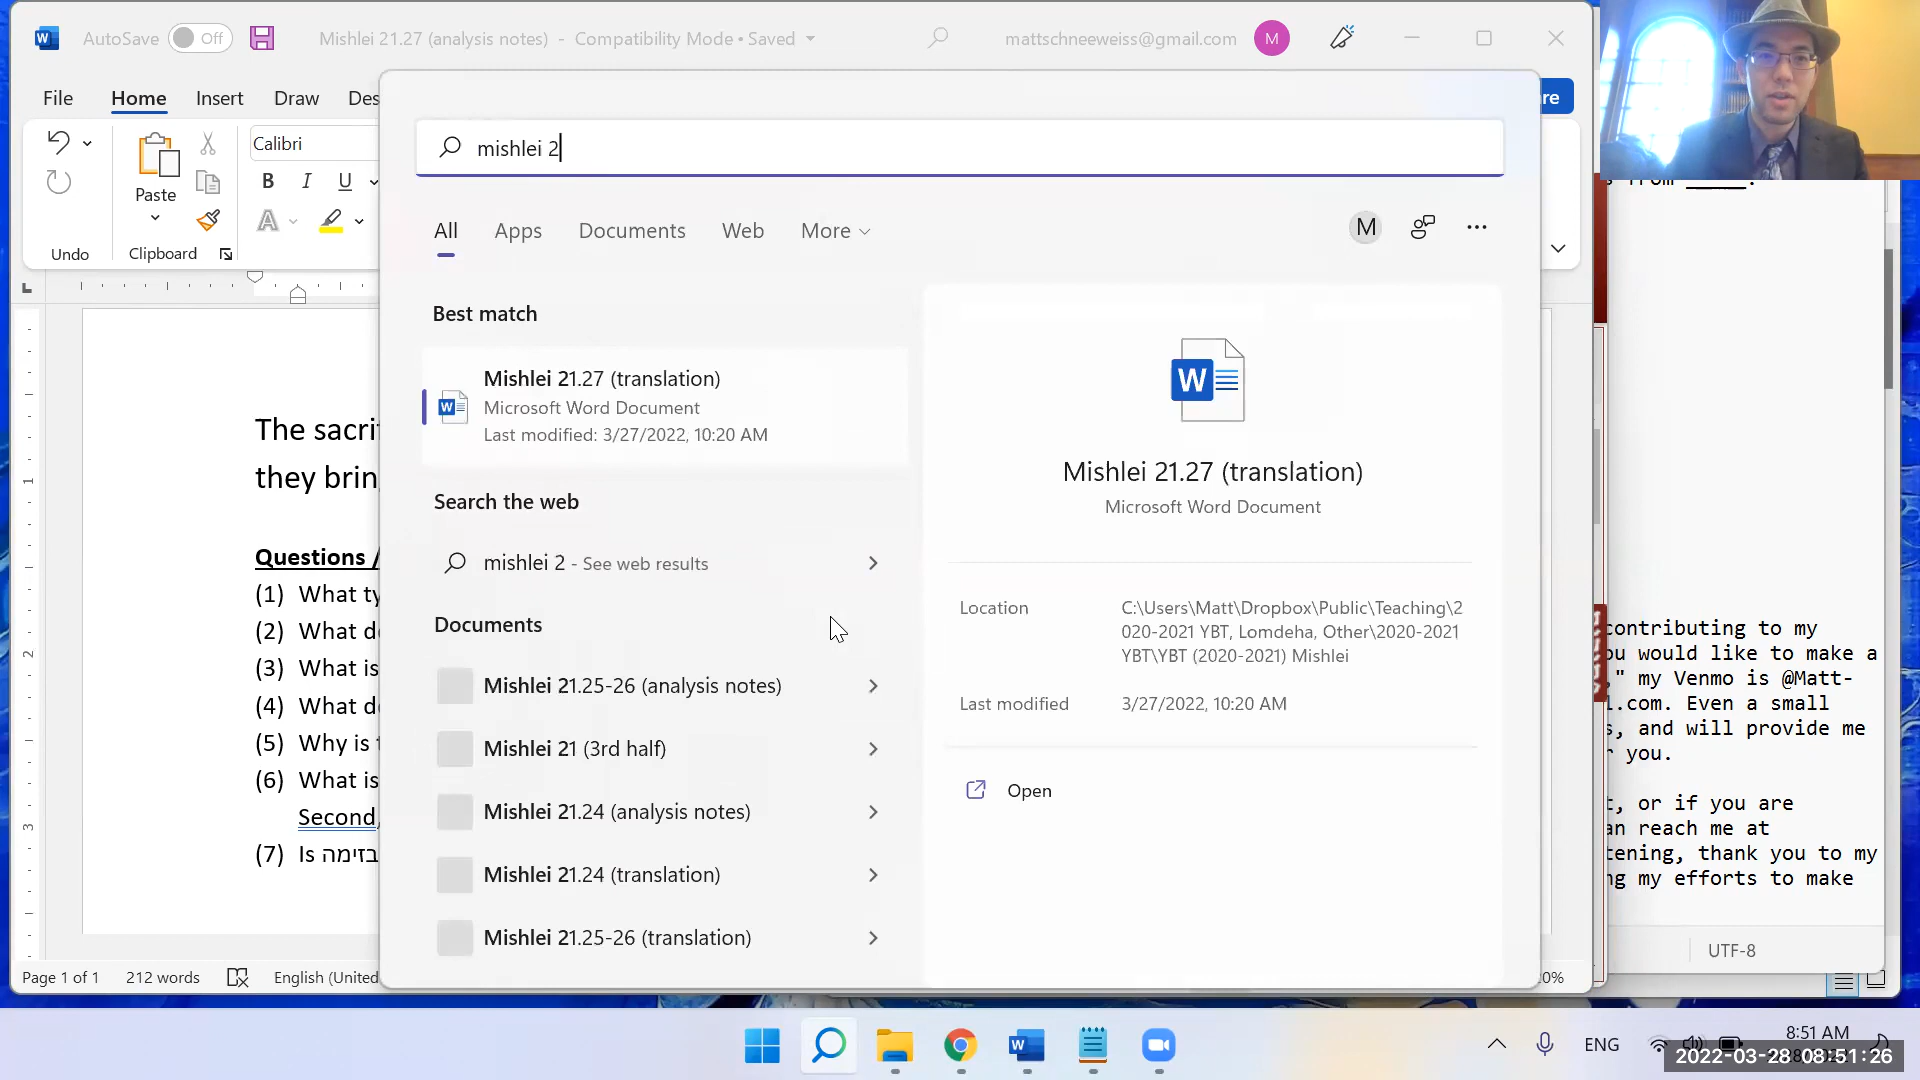 AutoSave Off
Mishlei 21.27 (analysis notes) - Compatibility Mode • Saved
mattschneeweiss@gmail.com M
File Home Insert Draw Des
re
Calibri
B I U
Paste
A
Undo
Clipboard
mishlei 2
All Apps Documents Web More
M
Best match
Mishlei 21.27 (translation)
Microsoft Word Document
Last modified: 3/27/2022, 10:20 AM
Search the web
mishlei 2 - See web results
Documents
Mishlei 21.25-26 (analysis notes)
Mishlei 21 (3rd half)
Mishlei 21.24 (analysis notes)
Mishlei 21.24 (translation)
Mishlei 21.25-26 (translation)
W
Mishlei 21.27 (translation)
Microsoft Word Document
Location C:\Users\Matt\Dropbox\Public\Teaching\2
020-2021 YBT, Lomdeha, Other\2020-2021
YBT\YBT (2020-2021) Mishlei
Last modified 3/27/2022, 10:20 AM
Open
The sacri
they brin
Questions /
(1) What ty
(2) What d
(3) What is
(4) What d
(5) Why is
(6) What is
Second,
(7) Is בזימה
1
2
3
from
contributing to my
ou would like to make a
," my Venmo is @Matt-
l.com. Even a small
s, and will provide me
r you.
t, or if you are
an reach me at
tening, thank you to my
ng my efforts to make
UTF-8
Page 1 of 1 212 words English (United
0%
ENG
8:51 AM
2022-03-28 08:51:26